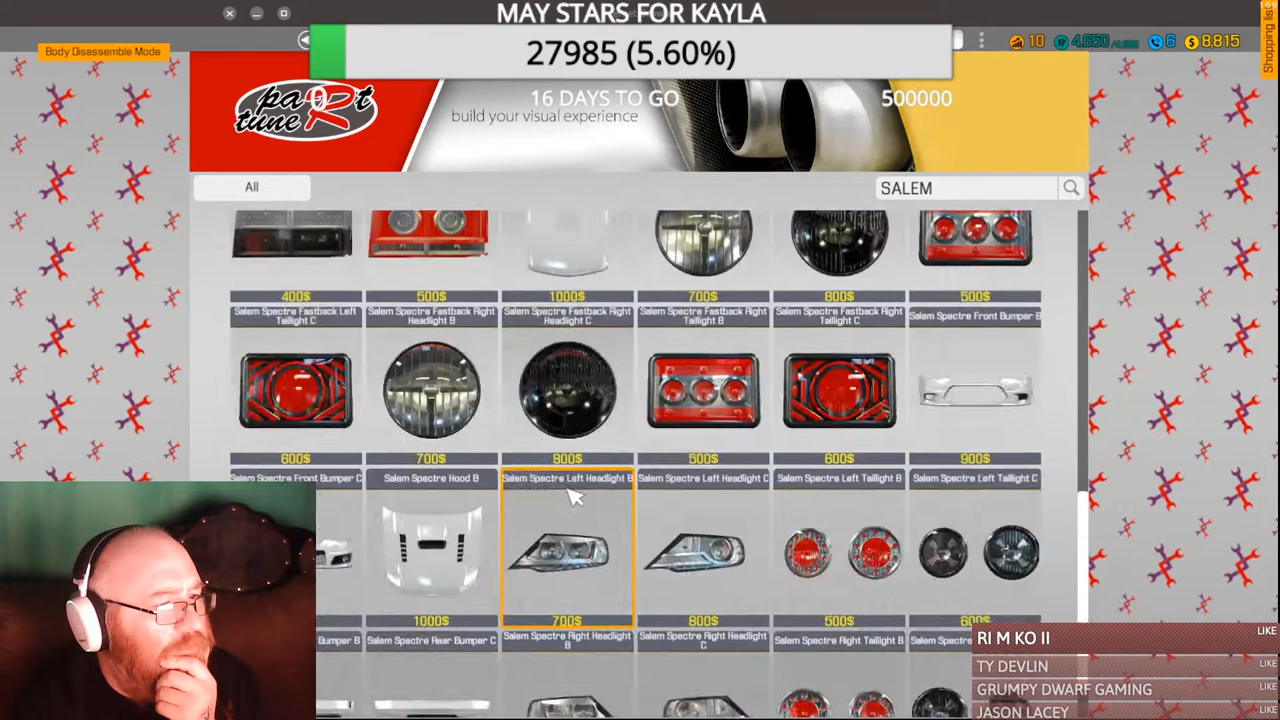 MAY STARS FOR KAYLA
27985 (5.60%)
16 DAYS TO GO
500000
0
Body Disassemble Mode
10
6
$ 8,815
Shopping list
paRt
tune
build your visual experience
All
SALEM
400$
500$
1000$
700$
800$
500$
Salem Spectre Fastback Left Taillight C
Salem Spectre Fastback Right Headlight B
Salem Spectre Fastback Right Headlight C
Salem Spectre Fastback Right Taillight B
Salem Spectre Fastback Right Taillight C
Salem Spectre Front Bumper B
600$
700$
800$
500$
600$
900$
Salem Spectre Front Bumper C
Salem Spectre Hood B
Salem Spectre Left Headlight B
Salem Spectre Left Headlight C
Salem Spectre Left Taillight B
Salem Spectre Left Taillight C
1000$
700$
800$
500$
600$
Bumper B
Salem Spectre Rear Bumper C
Salem Spectre Right Headlight B
Salem Spectre Right Headlight C
Salem Spectre Right Taillight B
Salem Spectre
RI M KO II
LIKE
TY DEVLIN
LIKE
GRUMPY DWARF GAMING
LIKE
JASON LACEY
LIKE